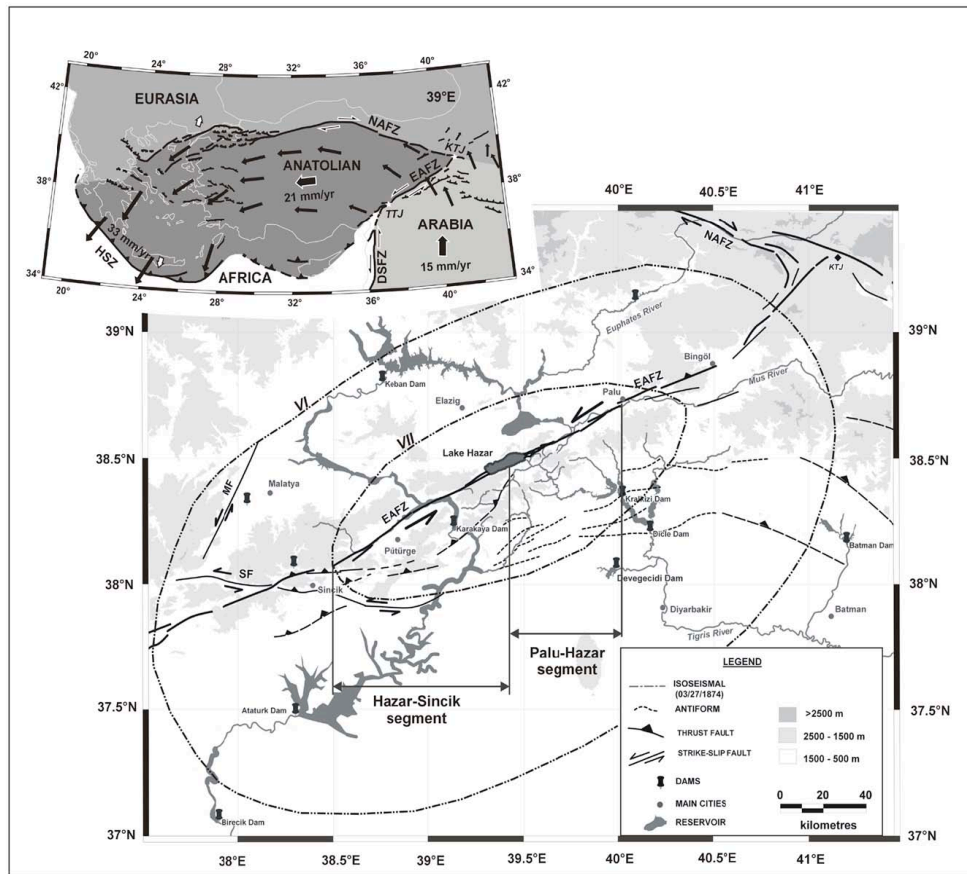 20°
24°
28°
32°
36°
40°
42°
42°
39°E
EURASIA
NAFZ
KTJ
38°
ANATOLIAN
EAFZ
38°
21 mm/yr
TTJ
33 mm/yr
ARABIA
HSZ
AFRICA
DSFZ
15 mm/yr
34°
34°
20°
24°
28°
32°
36°
40°
40°
40.5°
41°
NAFZ
KTJ
39°N
39°N
Euphates River
Bingöl
Keban Dam
Mus River
EAFZ
VI
Elazig
Palu
VII
38.5°N
Lake Hazar
38.5°N
MF
Malatya
EAFZ
Kralkizi Dam
Karakaya Dam
Dicle Dam
Pütürge
Batman Dam
38°N
SF
Devegecidi Dam
38°N
Sincik
Diyarbakir
Batman
Tigris River
Palu-Hazar
segment
Hazar-Sincik
segment
37.5°N
Ataturk Dam
37.5°N
Birecik Dam
37°N
37°N
LEGEND
ISOSEISMAL
(03/27/1874)
ANTIFORM
THRUST FAULT
STRIKE-SLIP FAULT
DAMS
MAIN CITIES
RESERVOIR
>2500 m
2500 - 1500 m
1500 - 500 m
0 20 40
kilometres
38°E
38.5°E
39°E
39.5°E
40°E
40.5°E
41°E